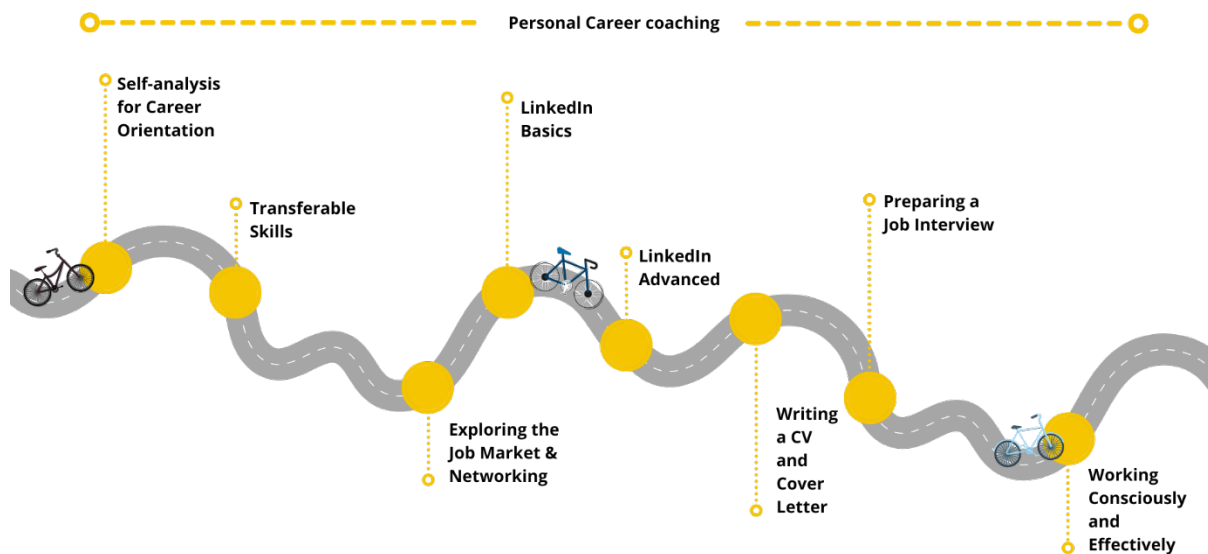 Personal Career coaching
Self-analysis
for Career
Orientation
Transferable
Skills
Exploring the
Job Market &
Networking
LinkedIn
Basics
LinkedIn
Advanced
Writing
a CV
and
Cover
Letter
Preparing a
Job Interview
Working
Consciously
and
Effectively